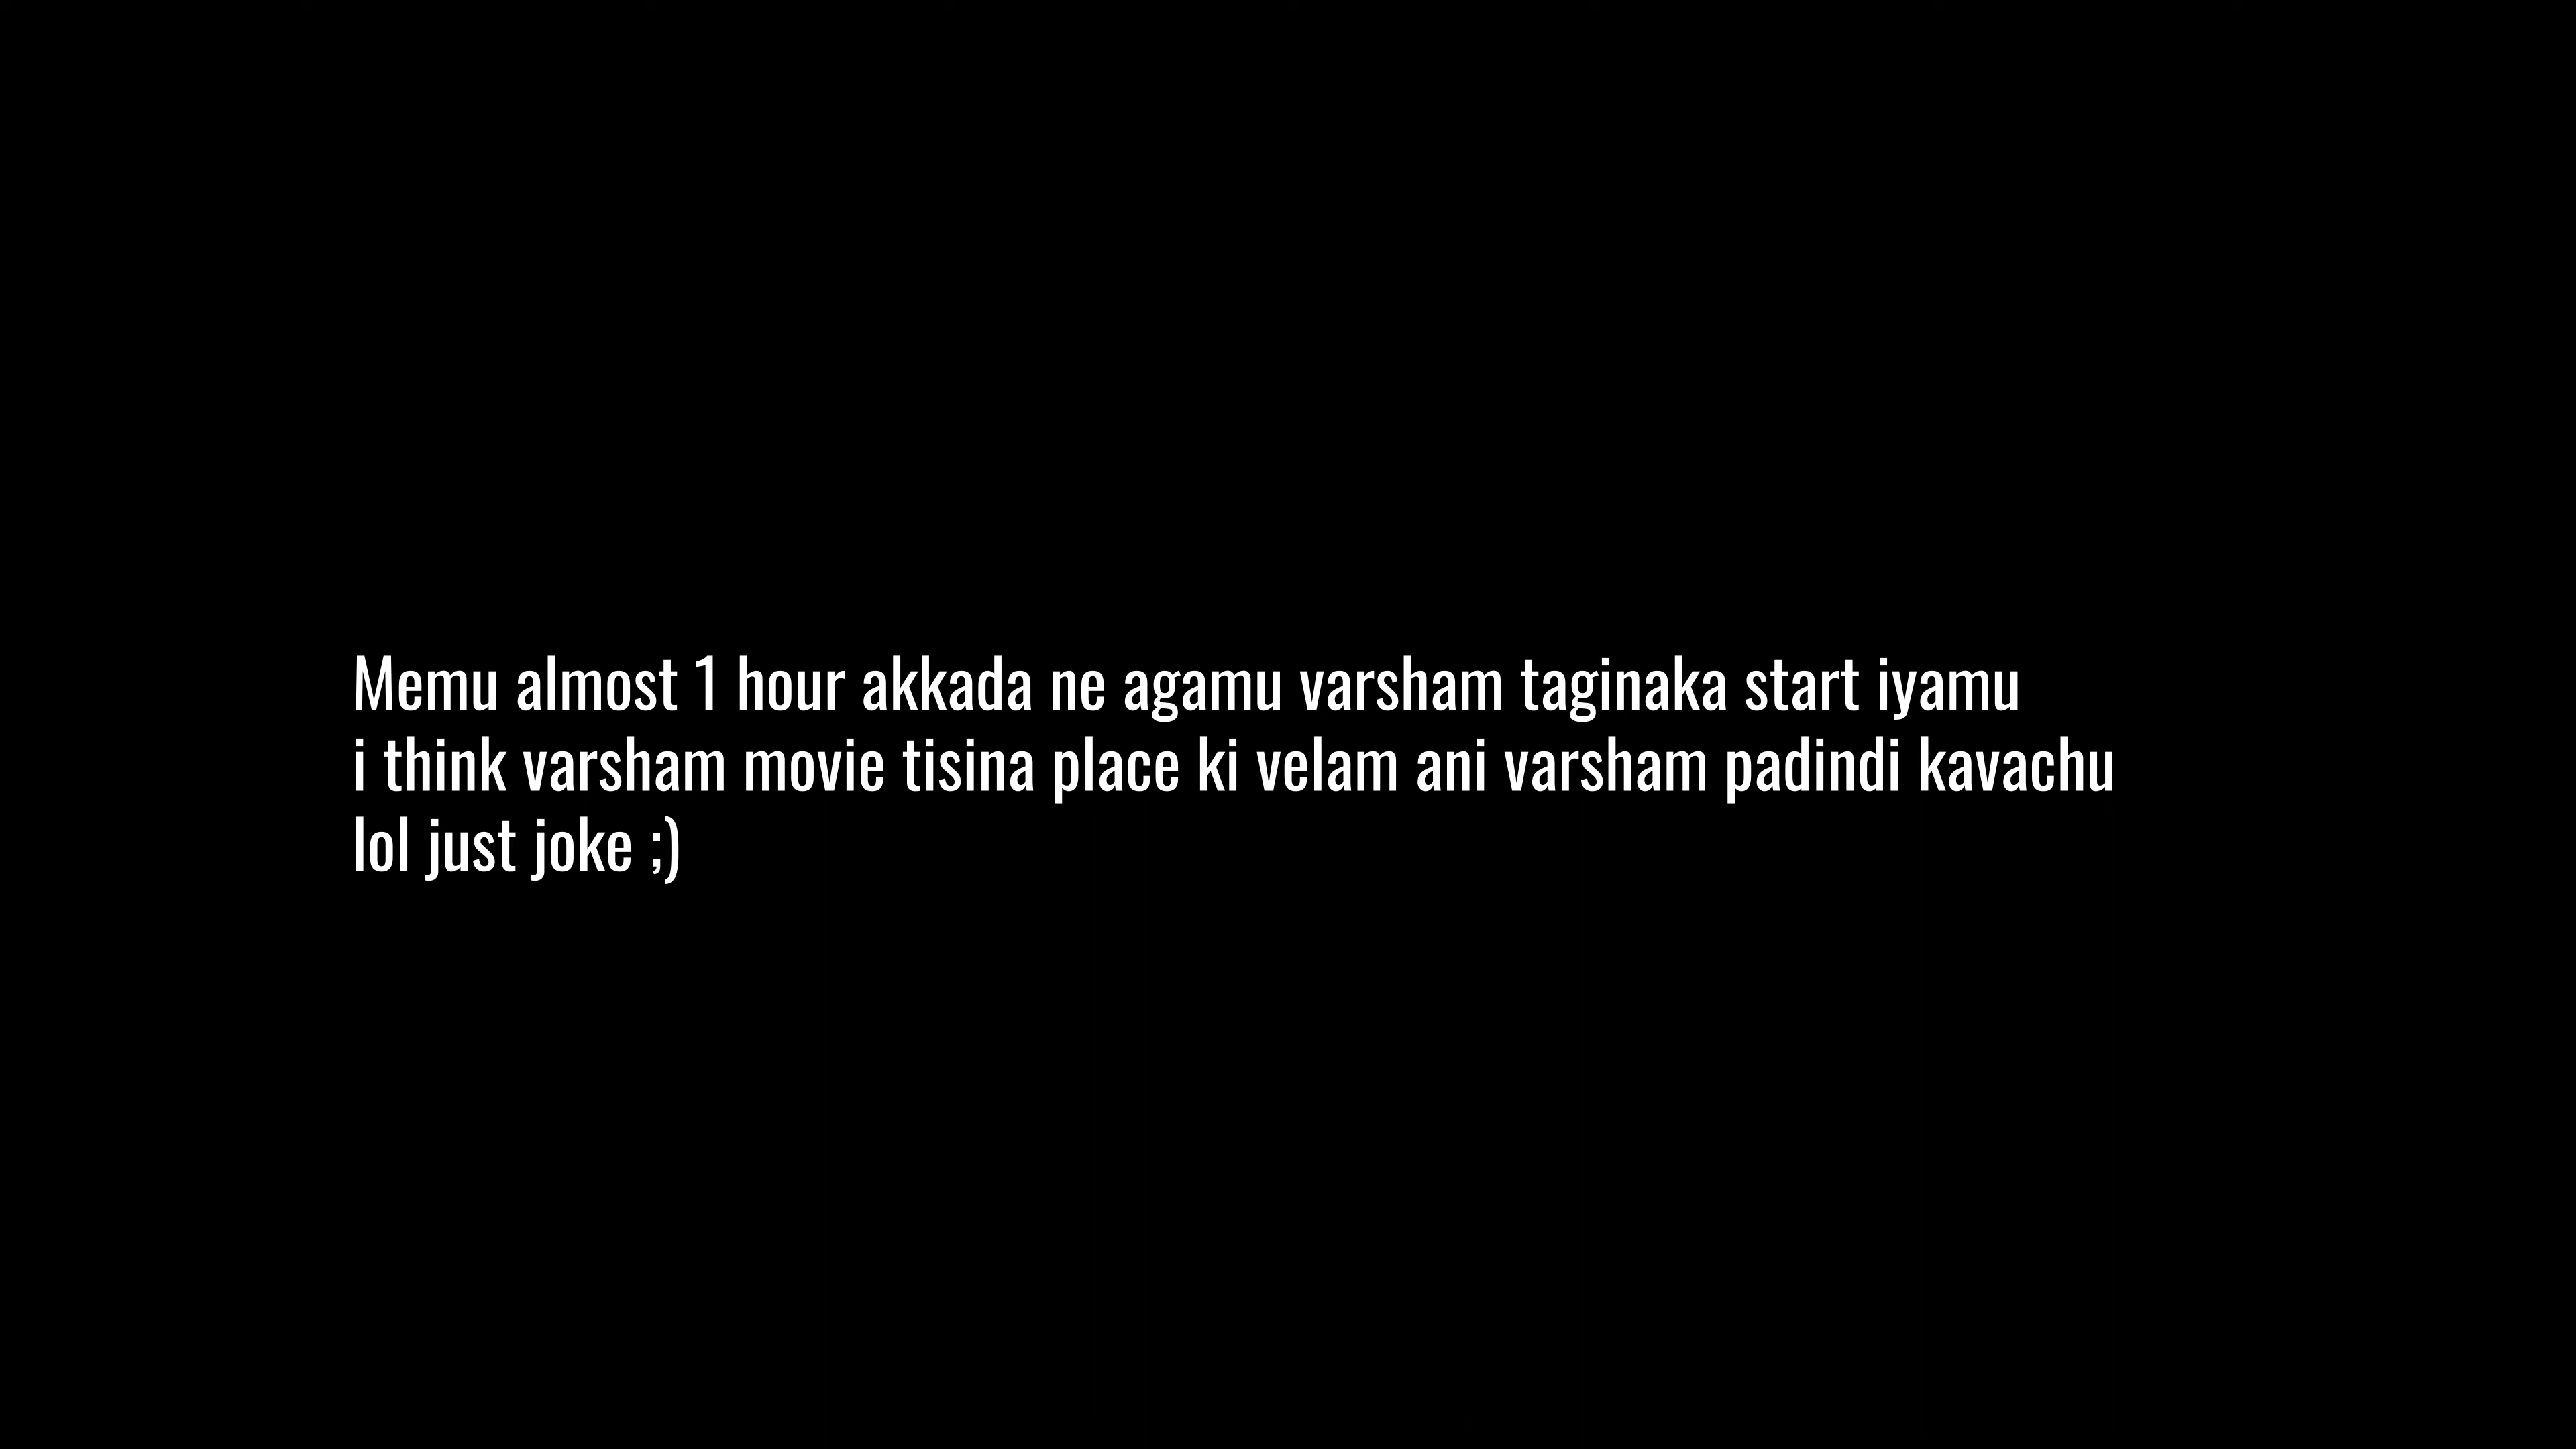 Memu almost 1 hour akkada ne agamu varsham taginaka start iyamu
i think varsham movie tisina place ki velam ani varsham padindi kavachu
lol just joke ;)